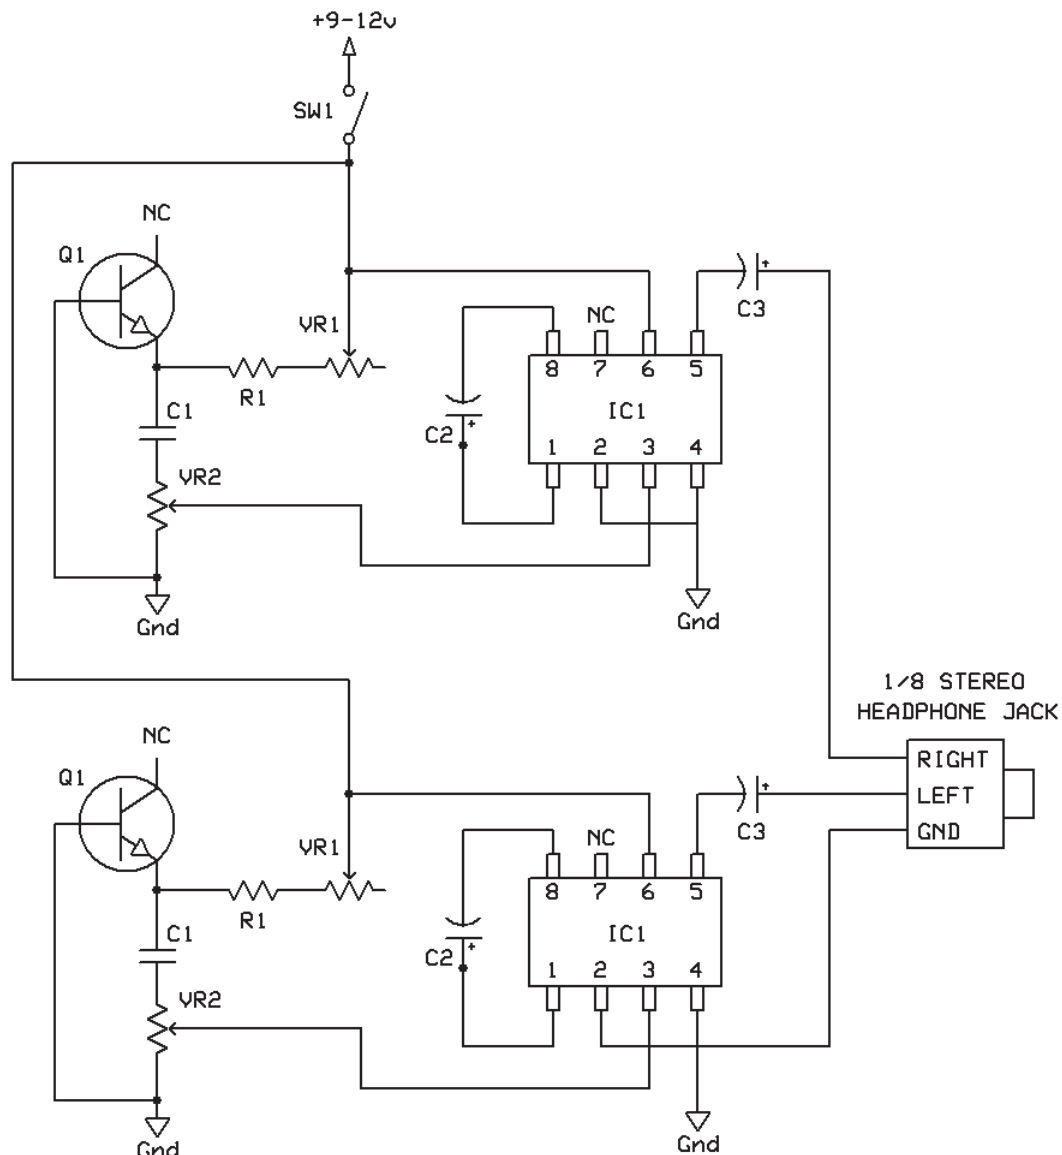 +9-12v
SW1
NC
Q1
VR1
R1
C1
VR2
Gnd
C2
NC
8 7 6 5
IC1
1 2 3 4
C3
Gnd
1/8 STEREO
HEADPHONE JACK
RIGHT
LEFT
GND
NC
Q1
VR1
R1
C1
VR2
Gnd
C2
NC
8 7 6 5
IC1
1 2 3 4
C3
Gnd